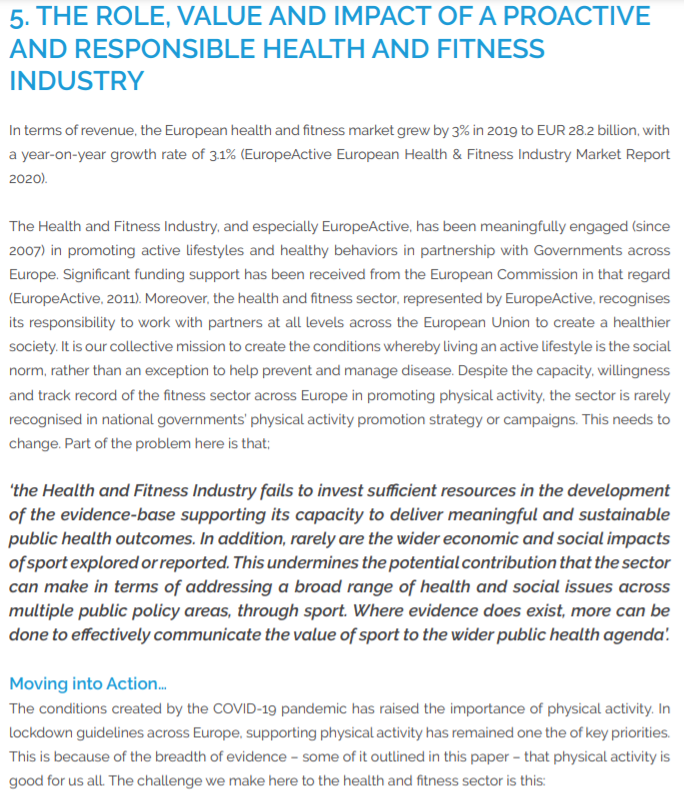 5. THE ROLE, VALUE AND IMPACT OF A PROACTIVE
AND RESPONSIBLE HEALTH AND FITNESS
INDUSTRY
In terms of revenue, the European health and fitness market grew by 3% in 2019 to EUR 28.2 billion, with
a year-on-year growth rate of 3.1% (EuropeActive European Health & Fitness Industry Market Report
2020).
The Health and Fitness Industry, and especially EuropeActive, has been meaningfully engaged (since
2007) in promoting active lifestyles and healthy behaviors in partnership with Governments across
Europe. Significant funding support has been received from the European Commission in that regard
(EuropeActive, 2011). Moreover, the health and fitness sector, represented by EuropeActive, recognises
its responsibility to work with partners at all levels across the European Union to create a healthier
society. It is our collective mission to create the conditions whereby living an active lifestyle is the social
norm, rather than an exception to help prevent and manage disease. Despite the capacity, willingness
and track record of the fitness sector across Europe in promoting physical activity, the sector is rarely
recognised in national governments' physical activity promotion strategy or campaigns. This needs to
change. Part of the problem here is that;
'the Health and Fitness Industry fails to invest sufficient resources in the development
of the evidence-base supporting its capacity to deliver meaningful and sustainable
public health outcomes. In addition, rarely are the wider economic and social impacts
of sport explored or reported. This undermines the potential contribution that the sector
can make in terms of addressing a broad range of health and social issues across
multiple public policy areas, through sport. Where evidence does exist, more can be
done to effectively communicate the value of sport to the wider public health agenda'.
Moving into Action...
The conditions created by the COVID-19 pandemic has raised the importance of physical activity. In
lockdown guidelines across Europe, supporting physical activity has remained one the of key priorities.
This is because of the breadth of evidence – some of it outlined in this paper – that physical activity is
good for us all. The challenge we make here to the health and fitness sector is this: